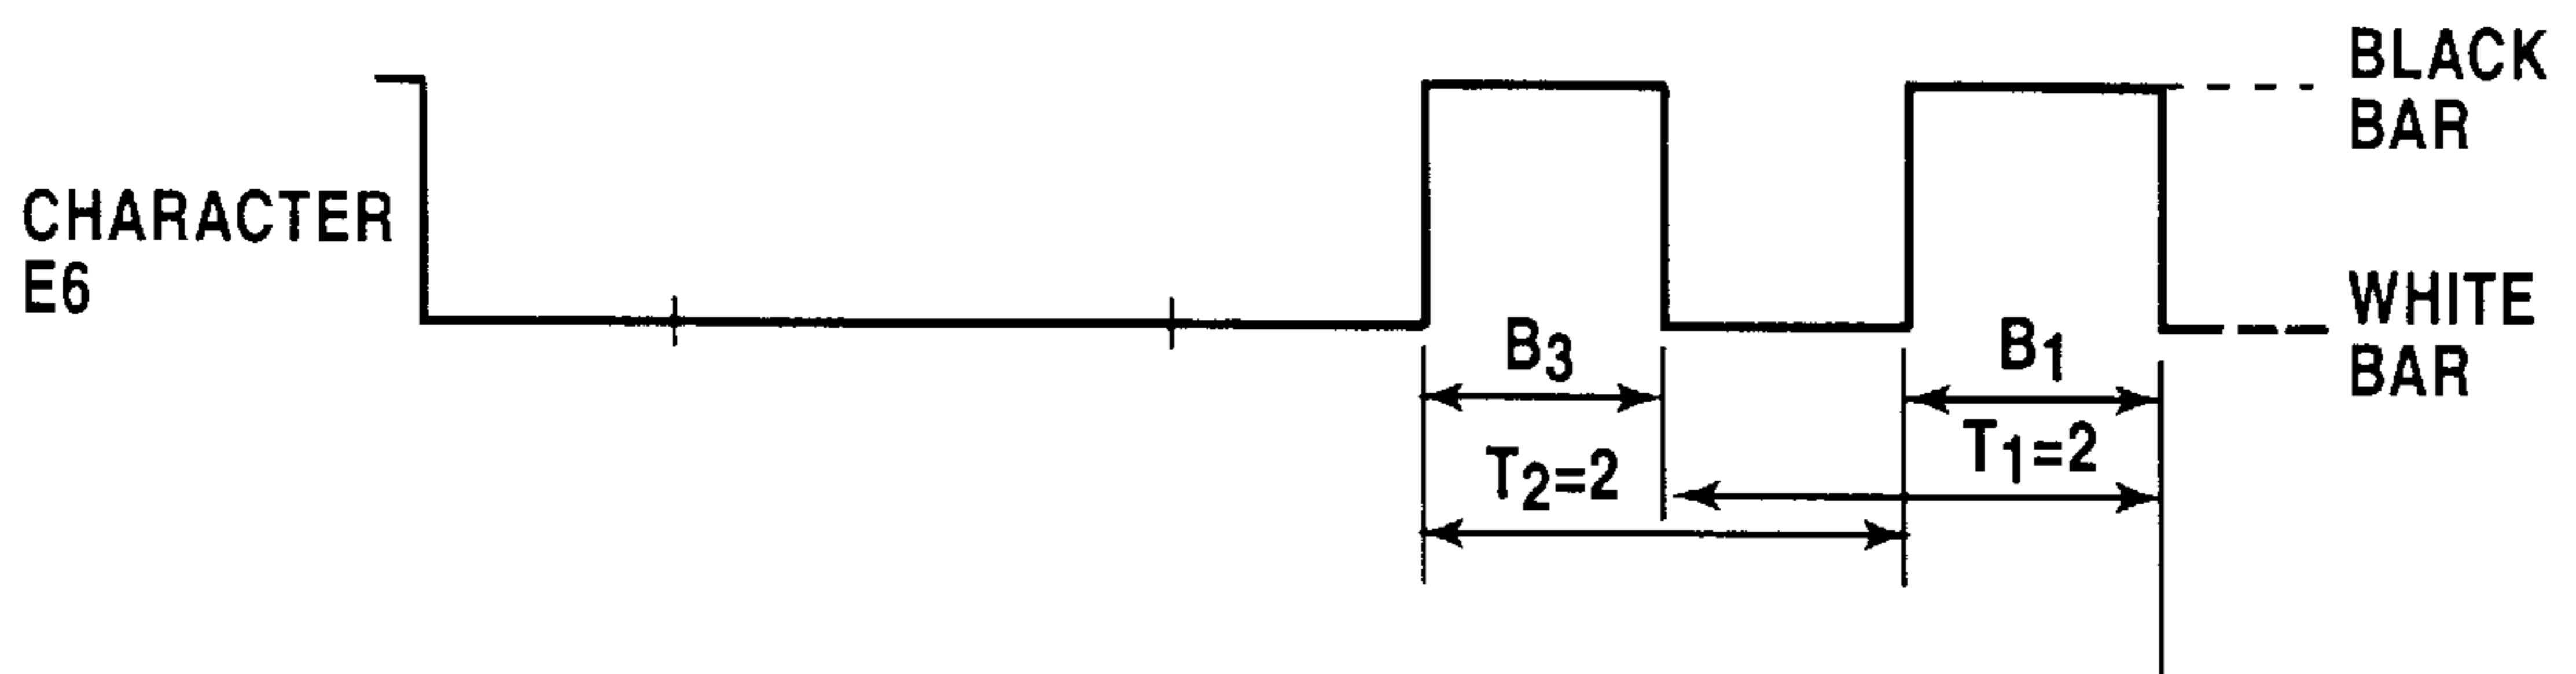 BLACK
BAR
CHARACTER
E6
WHITE
BAR
B3
B1
T1=2
T2=2